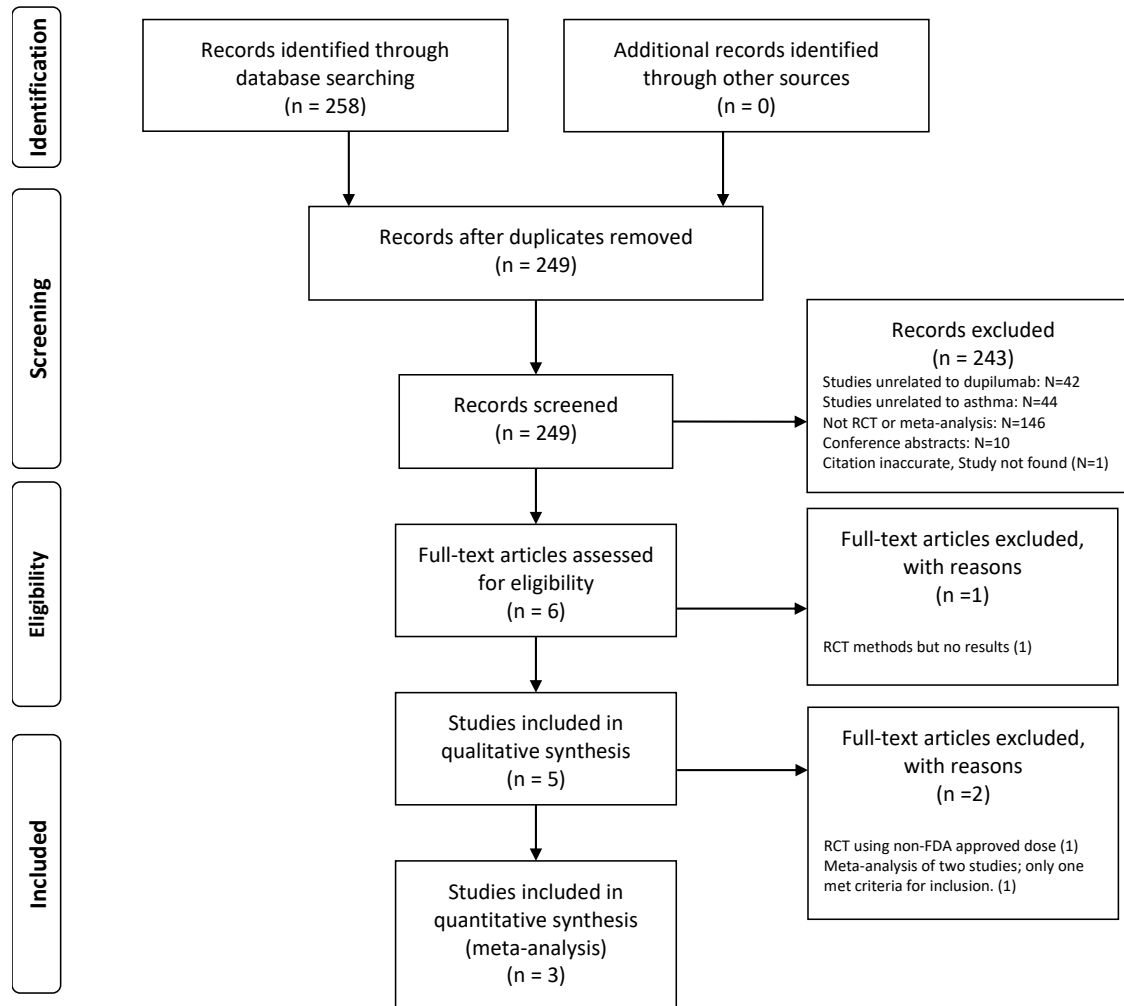 Identification
Records identified through
database searching
(n = 258)
Additional records identified
through other sources
(n = 0)
Screening
Records after duplicates removed
(n = 249)
Records screened
(n = 249)
Records excluded
(n = 243)
Studies unrelated to dupilumab: N=42
Studies unrelated to asthma: N=44
Not RCT or meta-analysis: N=146
Conference abstracts: N=10
Citation inaccurate, Study not found (N=1)
Eligibility
Full-text articles assessed
for eligibility
(n = 6)
Full-text articles excluded,
with reasons
(n =1)
RCT methods but no results (1)
Included
Studies included in
qualitative synthesis
(n = 5)
Full-text articles excluded,
with reasons
(n =2)
RCT using non-FDA approved dose (1)
Meta-analysis of two studies; only one
met criteria for inclusion. (1)
Studies included in
quantitative synthesis
(meta-analysis)
(n = 3)